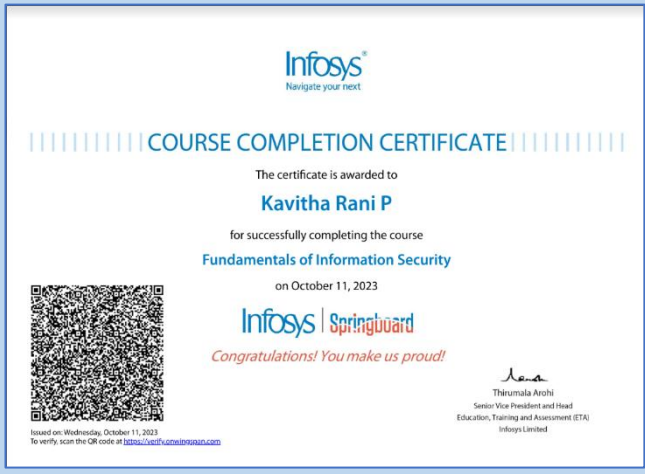 Infosys®
Navigate your next
COURSE COMPLETION CERTIFICATE
The certificate is awarded to
Kavitha Rani P
for successfully completing the course
Fundamentals of Information Security
on October 11, 2023
Infosys | Springboard
Congratulations! You make us proud!
Thirumala Arohi
Senior Vice President and Head
Education, Training and Assessment (ETA)
Infosys Limited
Issued on: Wednesday, October 11, 2023
To verify, scan the QR code at https://verify.onwingspan.com